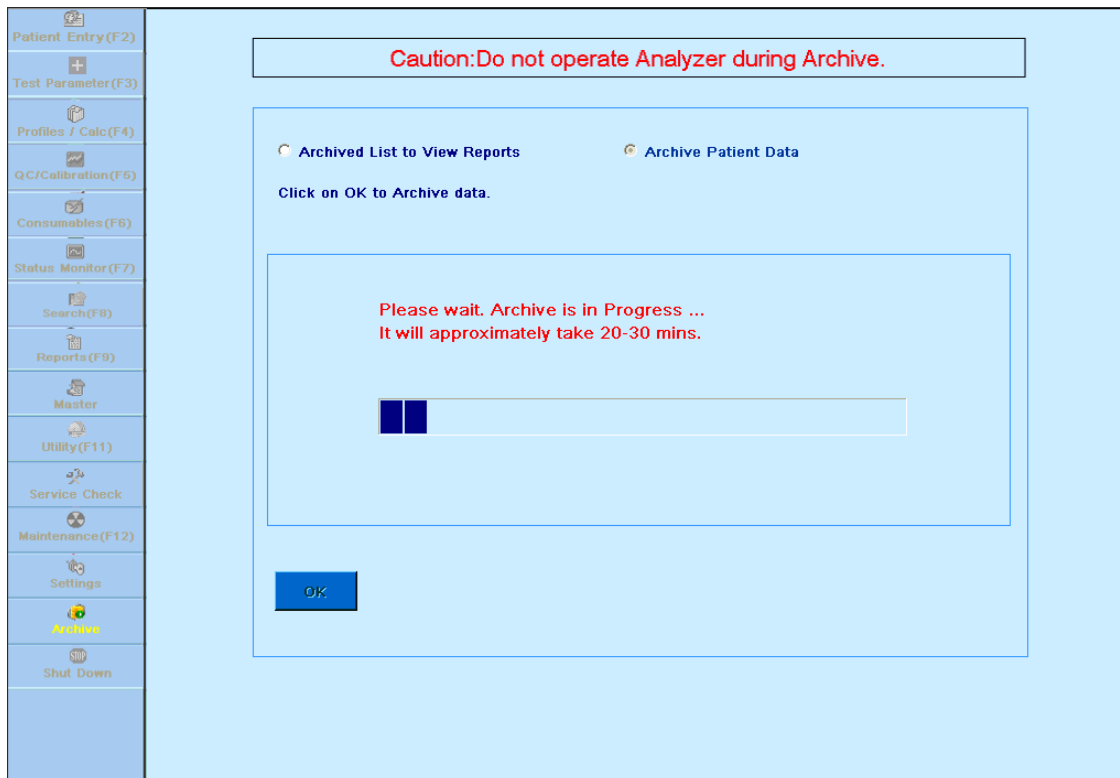 Patient Entry(F2)
Test Parameter(F3)
Profiles / Calc(F4)
QC/Calibration(F5)
Consumables(F6)
Status Monitor(F7)
Search(F8)
Reports(F9)
Master
Utility(F11)
Service Check
Maintenance(F12)
Settings
Archive
STOP
Shut Down
Caution:Do not operate Analyzer during Archive.
Archived List to View Reports
Archive Patient Data
Click on OK to Archive data.
Please wait. Archive is in Progress ...
It will approximately take 20-30 mins.
OK